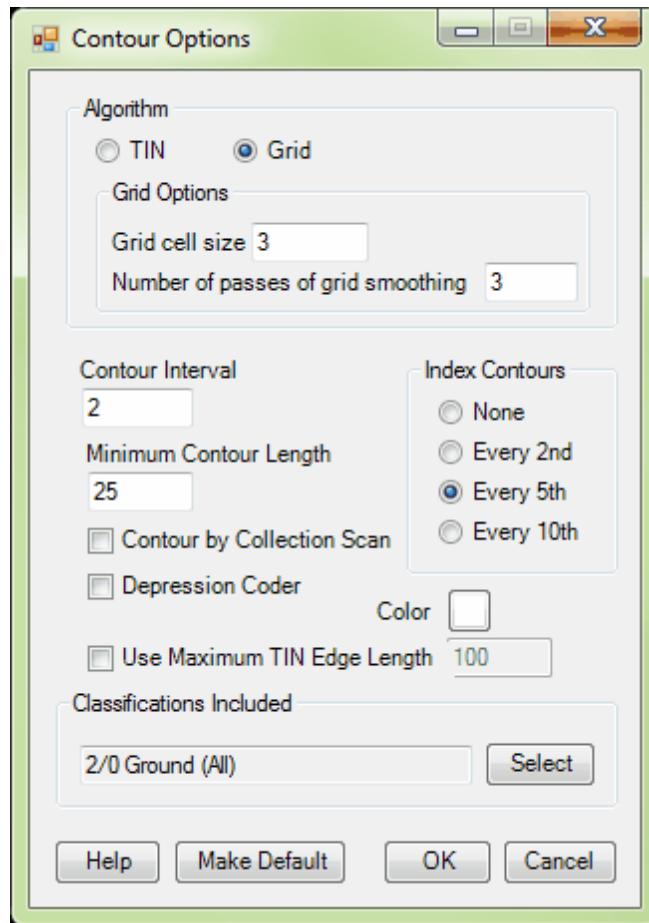 Contour Options
Algorithm
TIN
Grid
Grid Options
Grid cell size 3
Number of passes of grid smoothing 3
Contour Interval
2
Minimum Contour Length
25
Contour by Collection Scan
Depression Coder
Index Contours
None
Every 2nd
Every 5th
Every 10th
Color
Use Maximum TIN Edge Length 100
Classifications Included
2/0 Ground (All) Select
Help Make Default OK Cancel